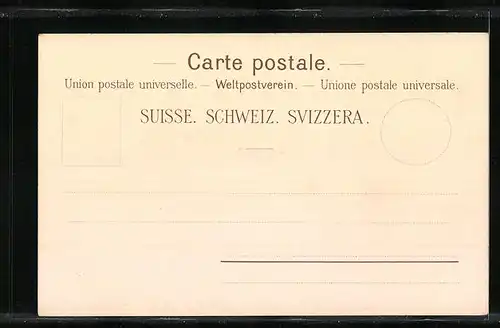 — Carte postale. —
Union postale universelle. — Weltpostverein. — Unione postale universale.
SUISSE. SCHWEIZ. SVIZZERA.